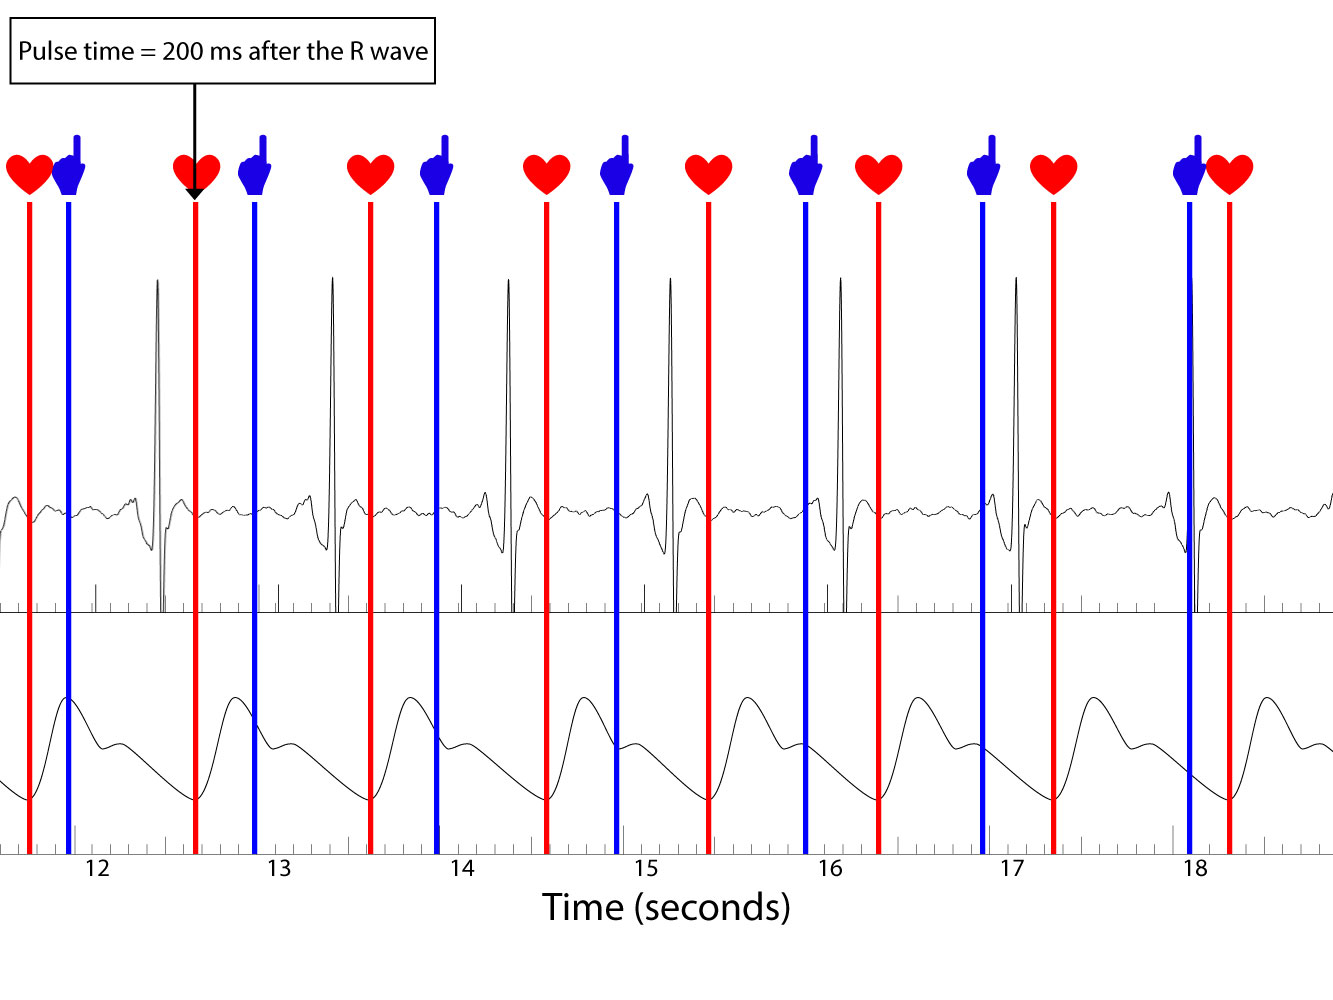 Pulse time = 200 ms after the R wave
12 13 14 15 16 17 18
Time (seconds)